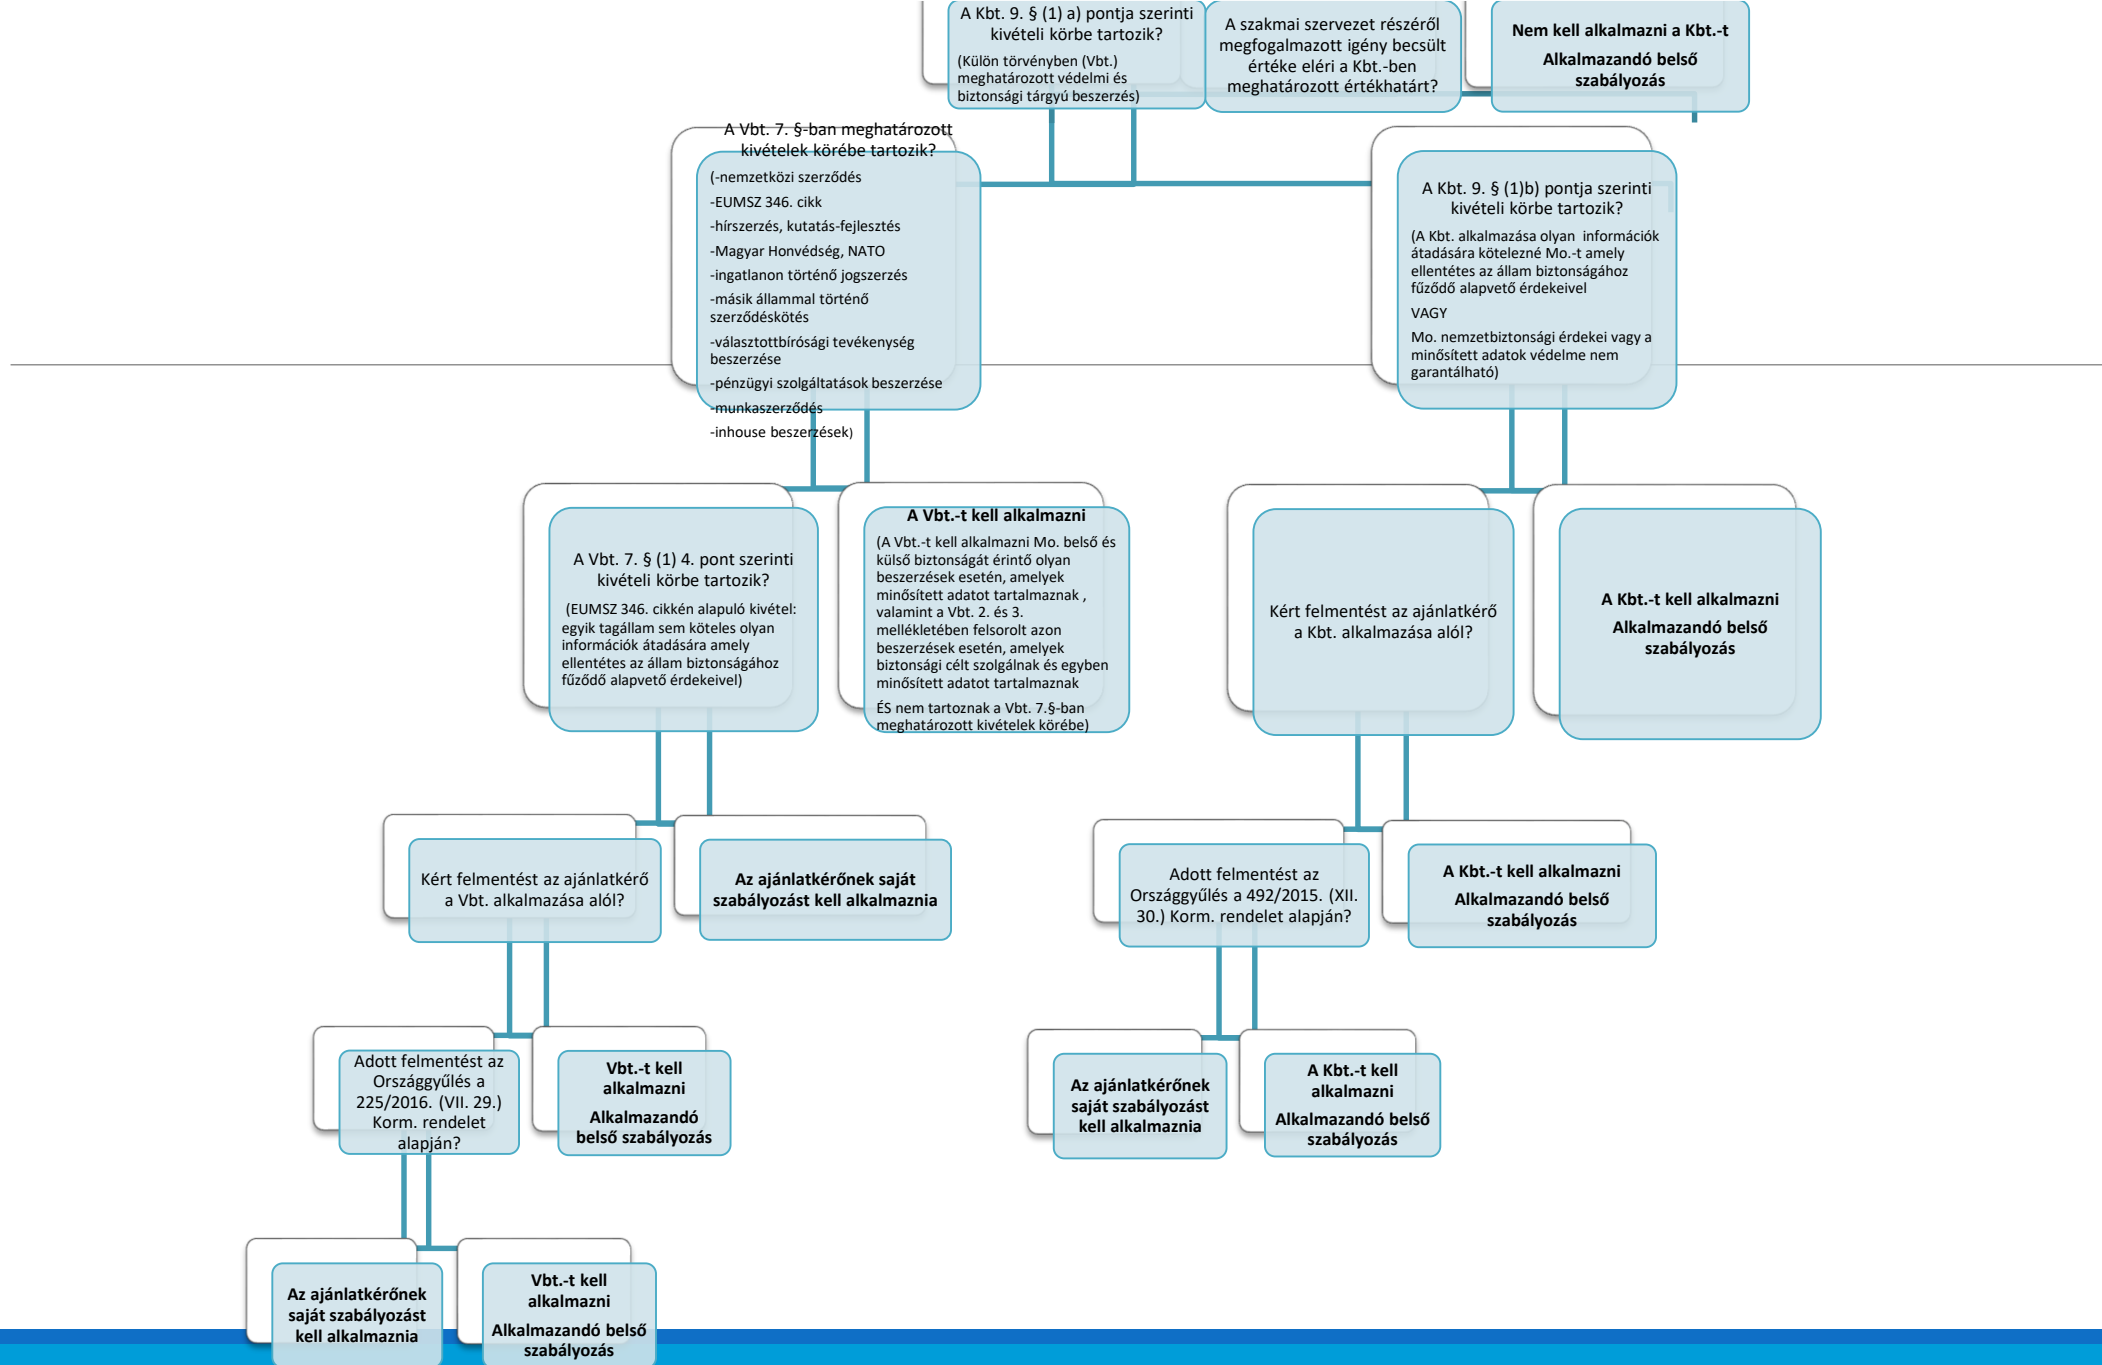 A Kbt. 9. § (1) a) pontja szerinti
kivételi körbe tartozik?
(Külön törvényben (Vbt.)
meghatározott védelmi és
biztonsági tárgyú beszerzés)
A szakmai szervezet részéről
megfogalmazott igény becsült
értéke eléri a Kbt.-ben
meghatározott értékhatárt?
Nem kell alkalmazni a Kbt.-t
Alkalmazandó belső
szabályozás
A Vbt. 7. §-ban meghatározott
kivételek körébe tartozik?
(-nemzetközi szerződés
-EUMSZ 346. cikk
-hírszerzés, kutatás-fejlesztés
-Magyar Honvédség, NATO
-ingatlanon történő jogszerzés
-másik állammal történő
szerződéskötés
-választottbírósági tevékenység
beszerzése
-pénzügyi szolgáltatások beszerzése
-munkaszerződés
-inhouse beszerzések)
A Kbt. 9. § (1)b) pontja szerinti
kivételi körbe tartozik?
(A Kbt. alkalmazása olyan információk
átadására kötelezné Mo.-t amely
ellentétes az állam biztonságához
fűződő alapvető érdekeivel
VAGY
Mo. nemzetbiztonsági érdekei vagy a
minősített adatok védelme nem
garantálható)
A Vbt. 7. § (1) 4. pont szerinti
kivételi körbe tartozik?
(EUMSZ 346. cikkén alapuló kivétel:
egyik tagállam sem köteles olyan
információk átadására amely
ellentétes az állam biztonságához
fűződő alapvető érdekeivel)
A Vbt.-t kell alkalmazni
(A Vbt.-t kell alkalmazni Mo. belső és
külső biztonságát érintő olyan
beszerzések esetén, amelyek
minősített adatot tartalmaznak ,
valamint a Vbt. 2. és 3.
mellékletében felsorolt azon
beszerzések esetén, amelyek
biztonsági célt szolgálnak és egyben
minősített adatot tartalmaznak
ÉS nem tartoznak a Vbt. 7.§-ban
meghatározott kivételek körébe)
Kért felmentést az ajánlatkérő
a Kbt. alkalmazása alól?
A Kbt.-t kell alkalmazni
Alkalmazandó belső
szabályozás
Kért felmentést az ajánlatkérő
a Vbt. alkalmazása alól?
Az ajánlatkérőnek saját
szabályozást kell alkalmaznia
Adott felmentést az
Országgyűlés a 492/2015. (XII.
30.) Korm. rendelet alapján?
A Kbt.-t kell alkalmazni
Alkalmazandó belső
szabályozás
Adott felmentést az
Országgyűlés a
225/2016. (VII. 29.)
Korm. rendelet
alapján?
Vbt.-t kell
alkalmazni
Alkalmazandó
belső szabályozás
Az ajánlatkérőnek
saját szabályozást
kell alkalmaznia
A Kbt.-t kell
alkalmazni
Alkalmazandó belső
szabályozás
Az ajánlatkérőnek
saját szabályozást
kell alkalmaznia
Vbt.-t kell
alkalmazni
Alkalmazandó belső
szabályozás